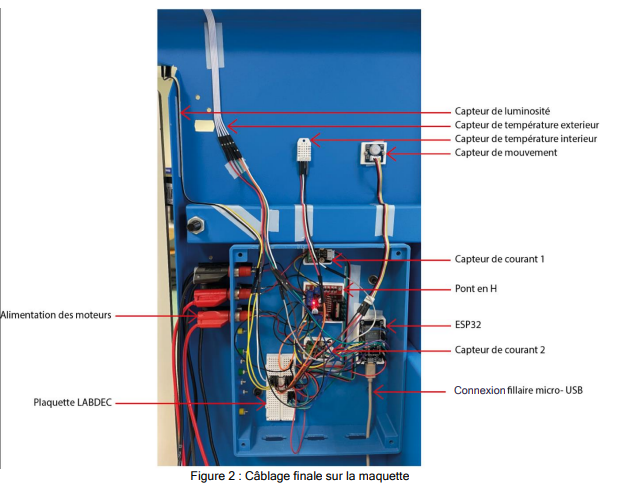 Capteur de luminosité
Capteur de température exterieur
Capteur de température interieur
Capteur de mouvement
Capteur de courant 1
Pont en H
Alimentation des moteurs
ESP32
Capteur de courant 2
Connexion fillaire micro- USB
Plaquette LABDEC
Figure 2 : Câblage finale sur la maquette